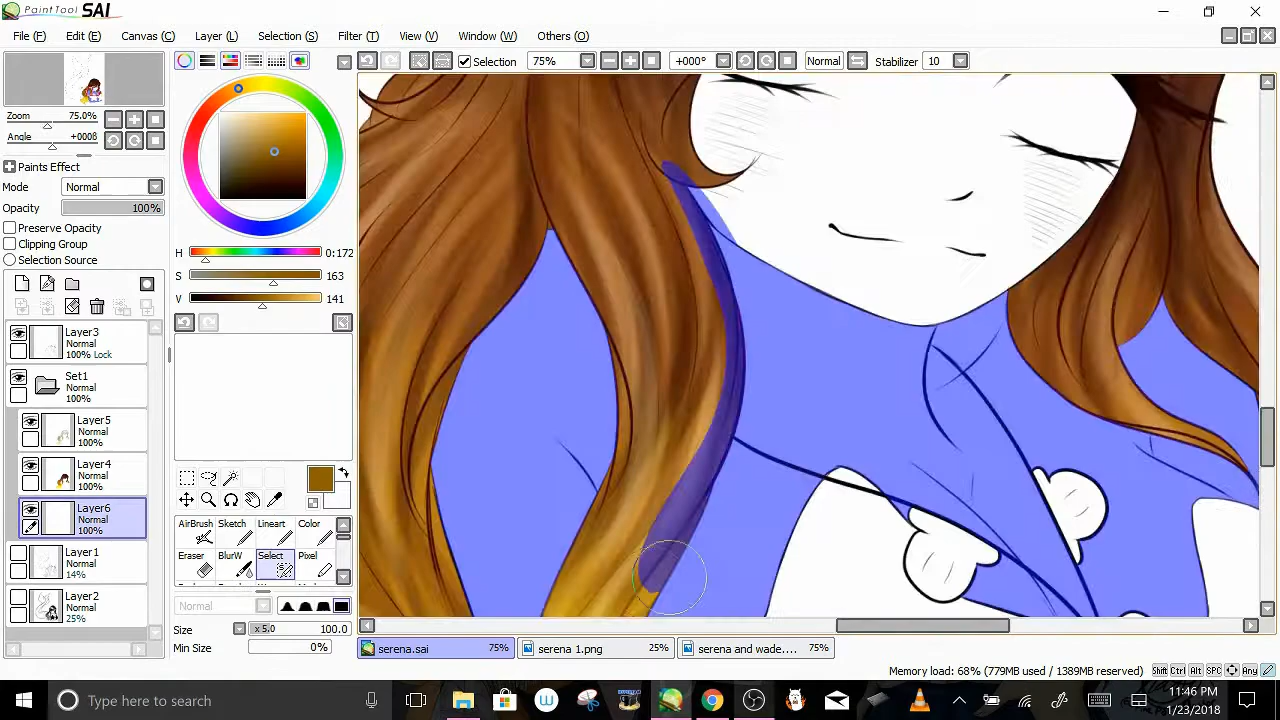 PaintTool SAI
File (F) Edit (E) Canvas (C) Layer (L) Selection (S) Filter (T) View (V) Window (W) Others (O)
Selection 75% +000° Normal Stabilizer 10
Zoom 75.0%
Angle +0008
Paints Effect
Mode Normal
Opacity 100%
Preserve Opacity
Clipping Group
Selection Source
Layer3
Normal
100% Lock
Set1
Normal
100%
Layer5
Normal
100%
Layer4
Normal
100%
Layer6
Normal
100%
Layer1
Normal
14%
Layer2
Normal
25%
H 0:172
S 163
V 141
AirBrush Sketch Lineart Color
Eraser BlurW Select Pixel
Normal
Size x 5.0 100.0
Min Size 0%
serena.sai 75% serena 1.png 25% serena and wade.... 75%
Memory load: 68% (779MB used / 1389MB reserved) Shift Ctrl Alt SPC Any
Type here to search
11:46 PM
1/23/2018